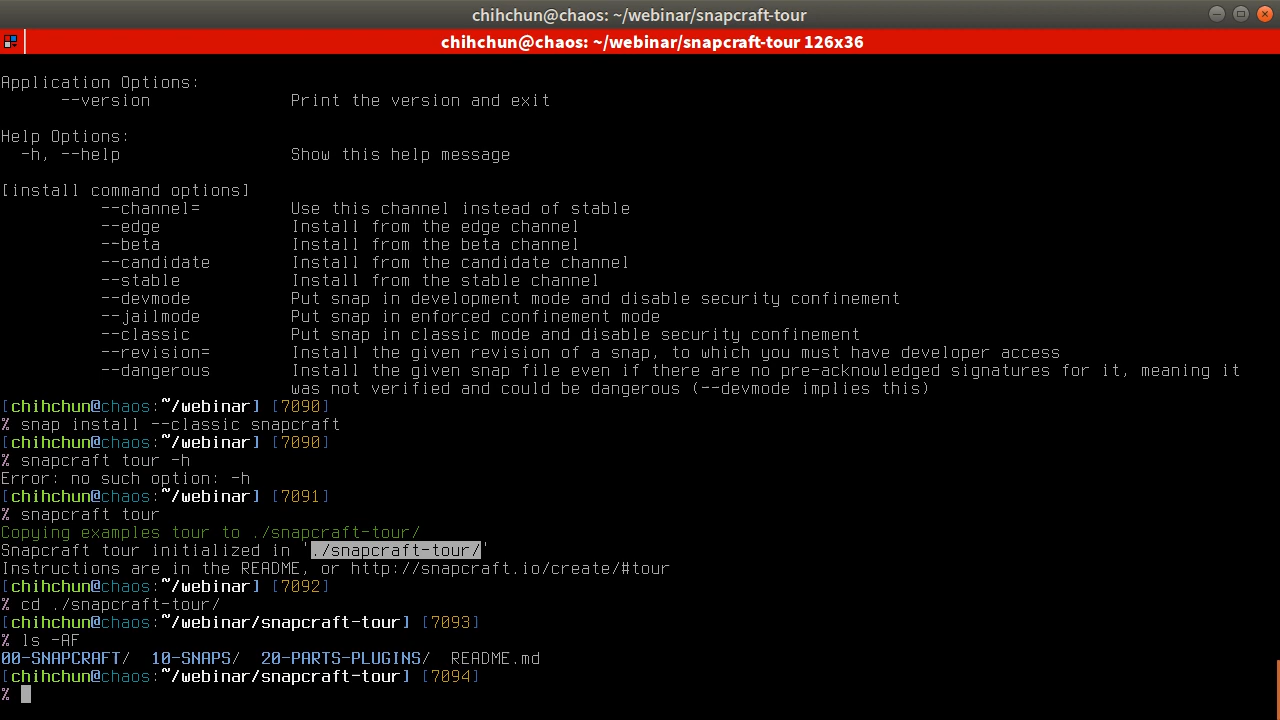 chihchun@chaos: ~/webinar/snapcraft-tour
chihchun@chaos: ~/webinar/snapcraft-tour 126x36
Application Options:
      --version              Print the version and exit
Help Options:
  -h, --help                 Show this help message
[install command options]
          --channel=         Use this channel instead of stable
          --edge             Install from the edge channel
          --beta             Install from the beta channel
          --candidate        Install from the candidate channel
          --stable           Install from the stable channel
          --devmode          Put snap in development mode and disable security confinement
          --jailmode         Put snap in enforced confinement mode
          --classic          Put snap in classic mode and disable security confinement
          --revision=        Install the given revision of a snap, to which you must have developer access
          --dangerous        Install the given snap file even if there are no pre-acknowledged signatures for it, meaning it
                             was not verified and could be dangerous (--devmode implies this)
[chihchun@chaos:~/webinar] [7090]
% snap install --classic snapcraft
[chihchun@chaos:~/webinar] [7090]
% snapcraft tour -h
Error: no such option: -h
[chihchun@chaos:~/webinar] [7091]
% snapcraft tour
Copying examples tour to ./snapcraft-tour/
Snapcraft tour initialized in './snapcraft-tour/'
Instructions are in the README, or http://snapcraft.io/create/#tour
[chihchun@chaos:~/webinar] [7092]
% cd ./snapcraft-tour/
[chihchun@chaos:~/webinar/snapcraft-tour] [7093]
% ls -AF
00-SNAPCRAFT/  10-SNAPS/  20-PARTS-PLUGINS/  README.md
[chihchun@chaos:~/webinar/snapcraft-tour] [7094]
%